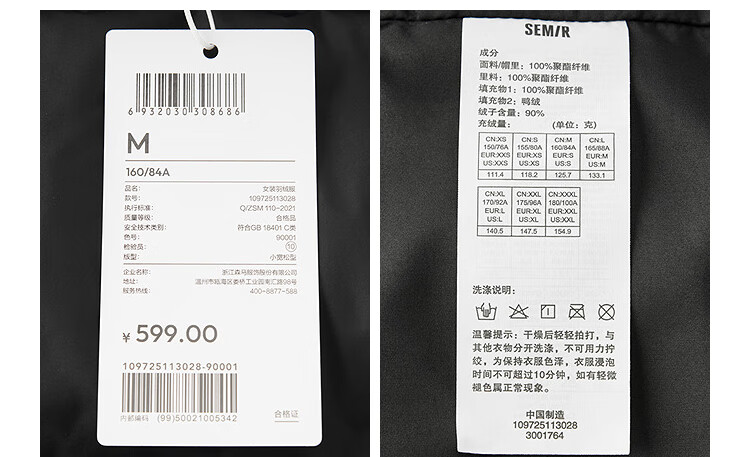 6 932030 308686
M
160/84A
品名: 女装羽绒服
款号: 109725113028
执行标准: Q/ZSM 110-2021
质量等级: 合格品
安全技术类别: 符合GB 18401 C类
色号: 90001
检验员: 10
版型: 小宽松型
企业名称: 浙江森马服饰股份有限公司
地址: 温州市瓯海区娄桥工业园南汇路98号
服务热线: 400-8877-588
¥ 599.00
109725113028-90001
内部编码 (99)50021005342
合格证
SEMIR
成分
面料/帽里: 100%聚酯纤维
里料: 100%聚酯纤维
填充物1: 100%聚酯纤维
填充物2: 鸭绒
绒子含量: 90%
充绒量: (单位: 克)
CN:XS CN:S CN:M CN:L
150/76A 155/80A 160/84A 165/88A
EUR:XXS EUR:XS EUR:S EUR:M
US:XXS US:XS US:S US:M
111.4 118.2 125.7 133.1
CN:XL CN:XXL CN:XXXL
170/92A 175/96A 180/100A
EUR:L EUR:XL EUR:XXL
US:L US:XL US:XXL
140.5 147.5 154.9
洗涤说明:
温馨提示: 干燥后轻轻拍打, 与
其他衣物分开洗涤, 不可用力拧
绞, 为保持衣服色泽, 衣服浸泡
时间不可超过10分钟, 如有轻微
褪色属正常现象。
中国制造
109725113028
3001764